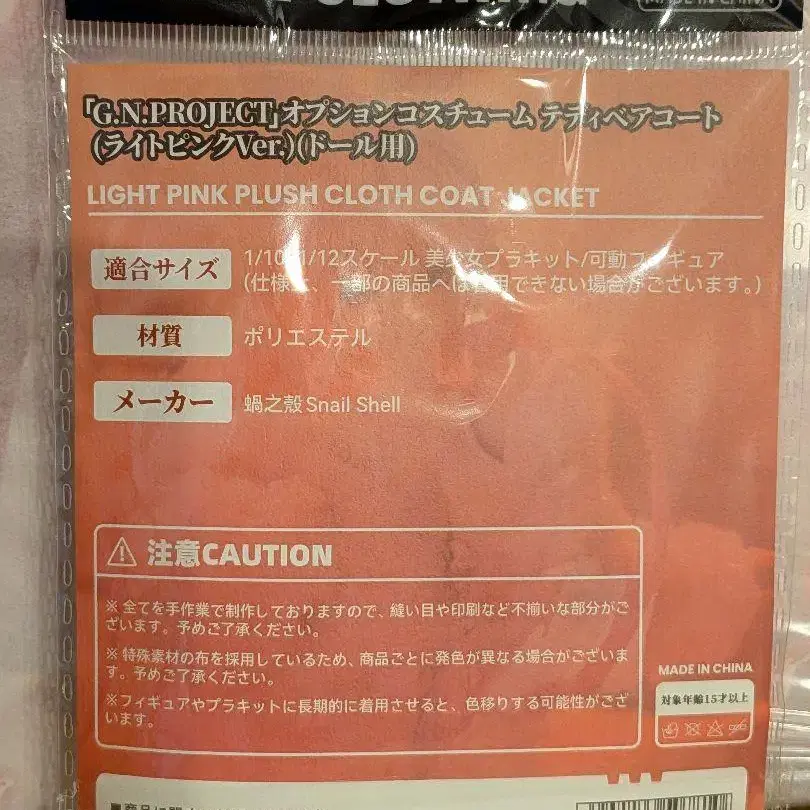 「G.N.PROJECT」オプションコスチューム テディベアコート
(ライトピンクVer.)(ドール用)
LIGHT PINK PLUSH CLOTH COAT JACKET
適合サイズ
1/10 1/12スケール 美少女プラキット/可動フィギュア
(仕様上、一部の商品へは着用できない場合がございます。)
材質
ポリエステル
メーカー
蝸之殼 Snail Shell
注意CAUTION
※全てを手作業で制作しておりますので、縫い目や印刷など不揃いな部分がご
ざいます。予めご了承ください。
※特殊素材の布を採用しているため、商品ごとに発色が異なる場合がございま
す。予めご了承ください。
※フィギュアやプラキットに長期的に着用させると、色移りする可能性がござ
います。
MADE IN CHINA
対象年齢15才以上